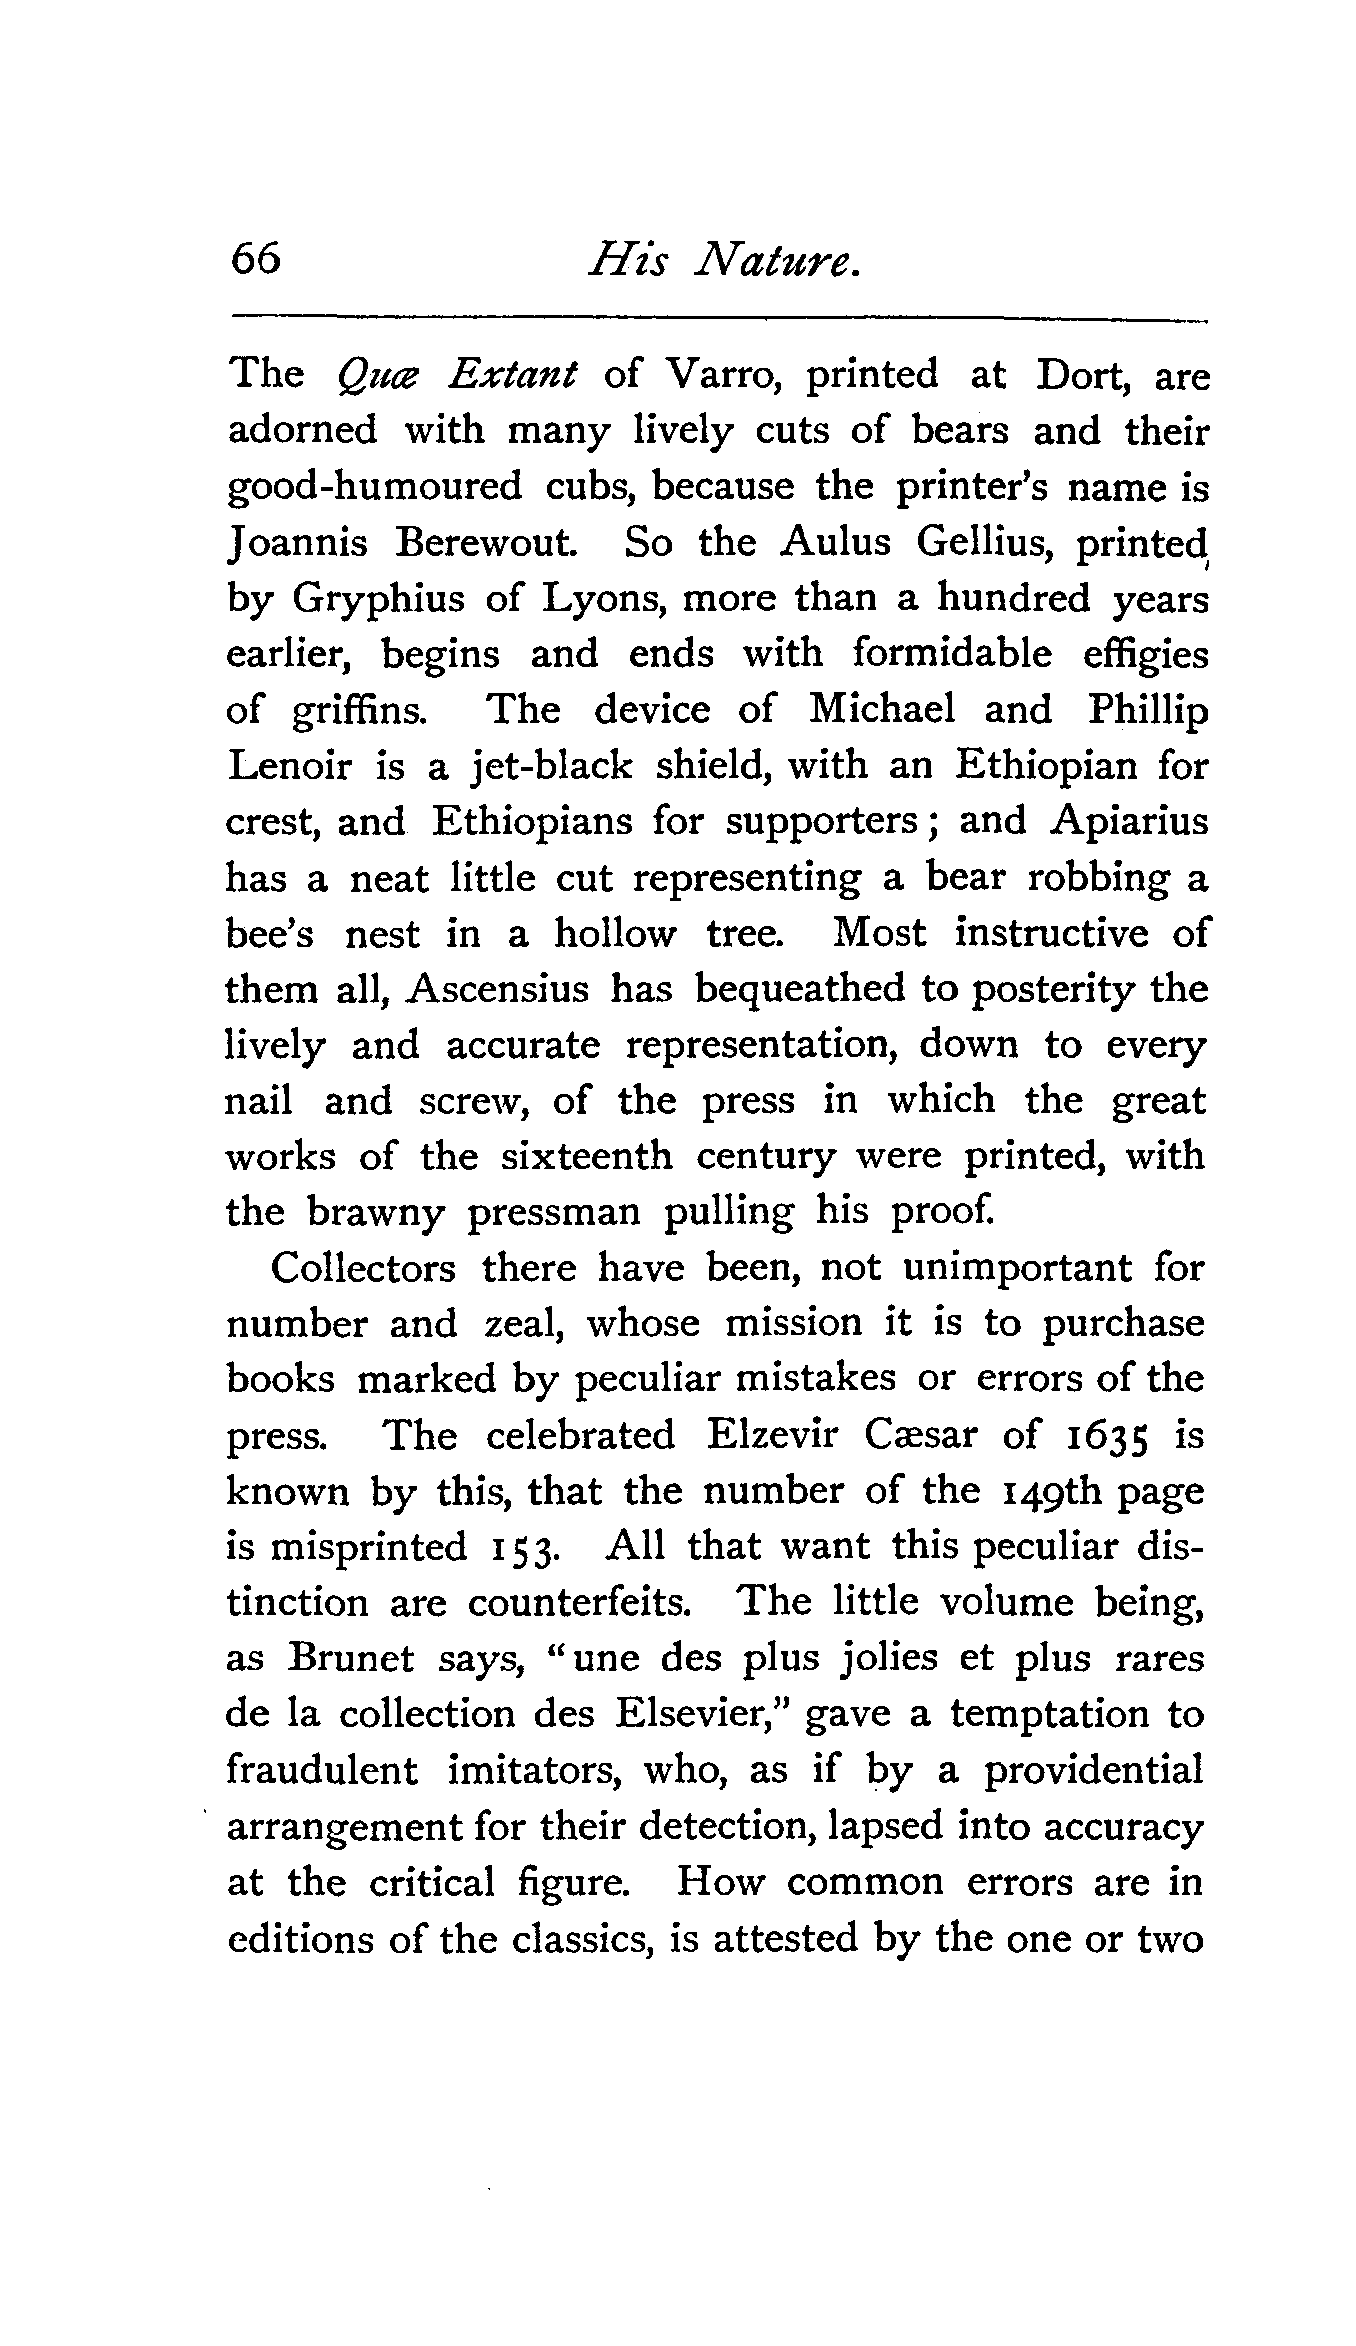 66 His Nature.
The Quæ Extant of Varro, printed at Dort, are
adorned with many lively cuts of bears and their
good-humoured cubs, because the printer's name is
Joannis Berewout. So the Aulus Gellius, printed
by Gryphius of Lyons, more than a hundred years
earlier, begins and ends with formidable effigies
of griffins. The device of Michael and Phillip
Lenoir is a jet-black shield, with an Ethiopian for
crest, and Ethiopians for supporters; and Apiarius
has a neat little cut representing a bear robbing a
bee's nest in a hollow tree. Most instructive of
them all, Ascensius has bequeathed to posterity the
lively and accurate representation, down to every
nail and screw, of the press in which the great
works of the sixteenth century were printed, with
the brawny pressman pulling his proof.
Collectors there have been, not unimportant for
number and zeal, whose mission it is to purchase
books marked by peculiar mistakes or errors of the
press. The celebrated Elzevir Cæsar of 1635 is
known by this, that the number of the 149th page
is misprinted 153. All that want this peculiar dis-
tinction are counterfeits. The little volume being,
as Brunet says, "une des plus jolies et plus rares
de la collection des Elsevier," gave a temptation to
fraudulent imitators, who, as if by a providential
arrangement for their detection, lapsed into accuracy
at the critical figure. How common errors are in
editions of the classics, is attested by the one or two